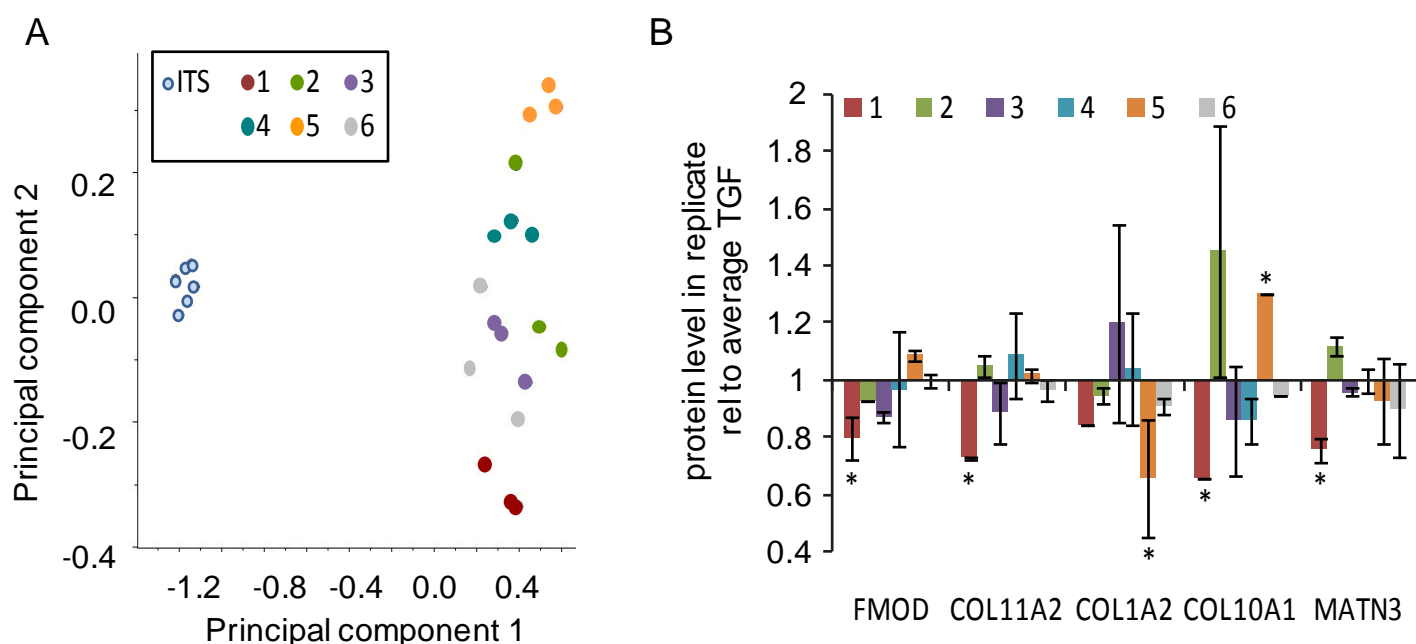 A
ITS 1 2 3
4 5 6
Principal component 2
0.2
0.0
-0.2
-0.4
-1.2 -0.8 -0.4 0.0 0.4
Principal component 1
B
protein level in replicate
rel to average TGF
2
1.8
1.6
1.4
1.2
1
0.8
0.6
0.4
1 2 3 4 5 6
*
*
*
*
*
*
FMOD COL11A2 COL1A2 COL10A1 MATN3